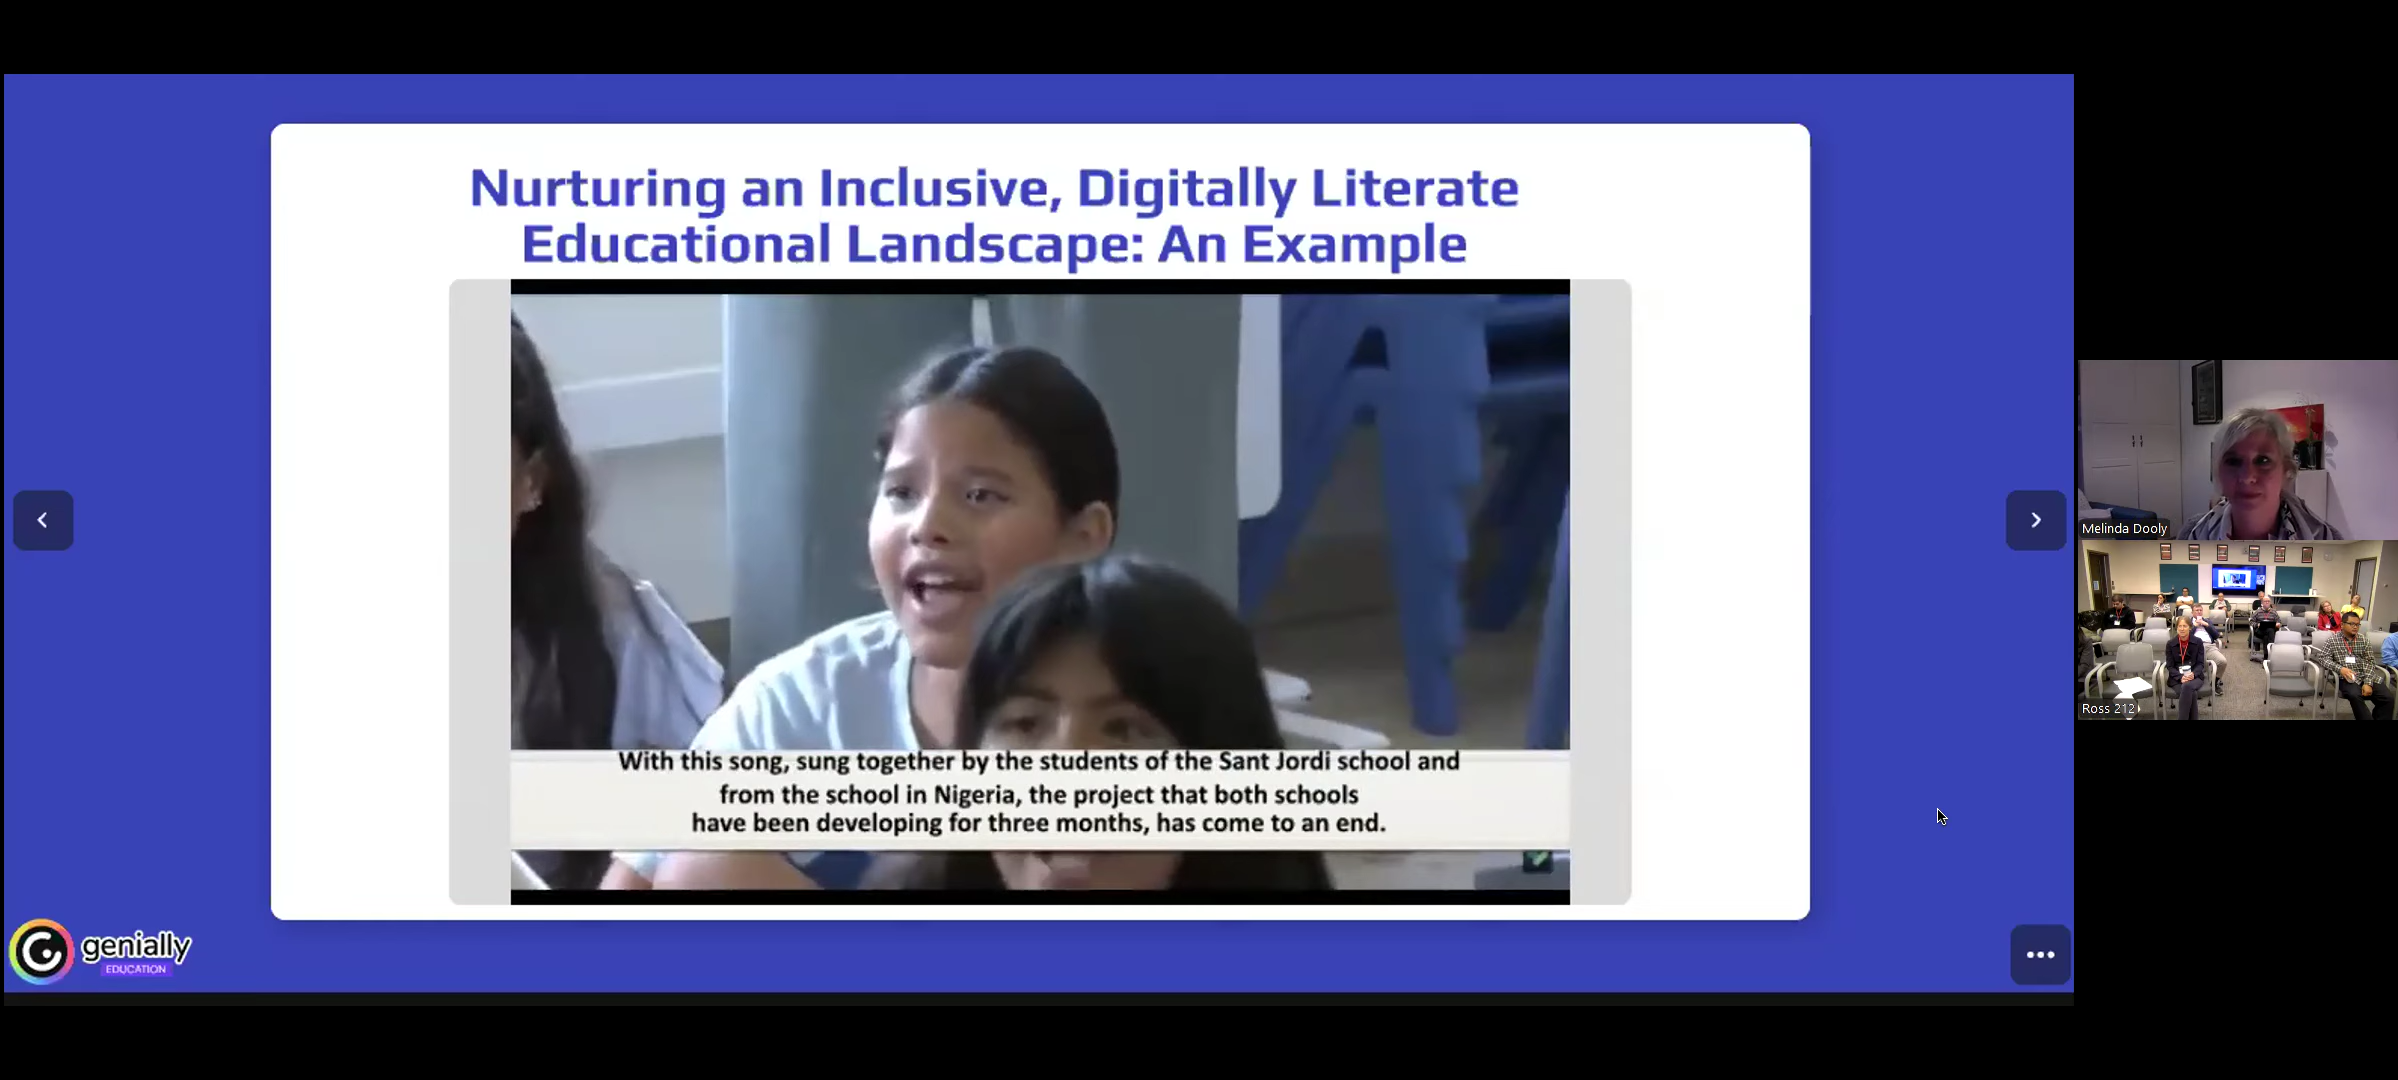 Nurturing an Inclusive, Digitally Literate
Educational Landscape: An Example
With this song, sung together by the students of the Sant Jordi school and
from the school in Nigeria, the project that both schools
have been developing for three months, has come to an end.
genially
EDUCATION
Melinda Dooly
Ross 212